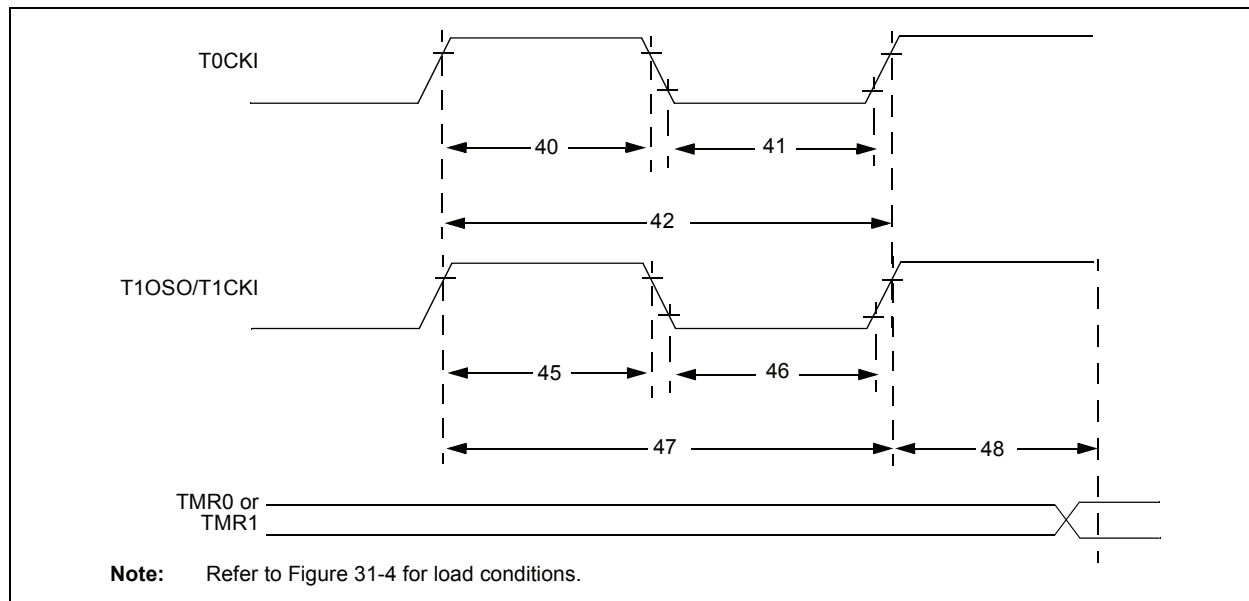 T0CKI
40
41
42
T1OSO/T1CKI
45
46
47
48
TMR0 or
TMR1
Note: Refer to Figure 31-4 for load conditions.